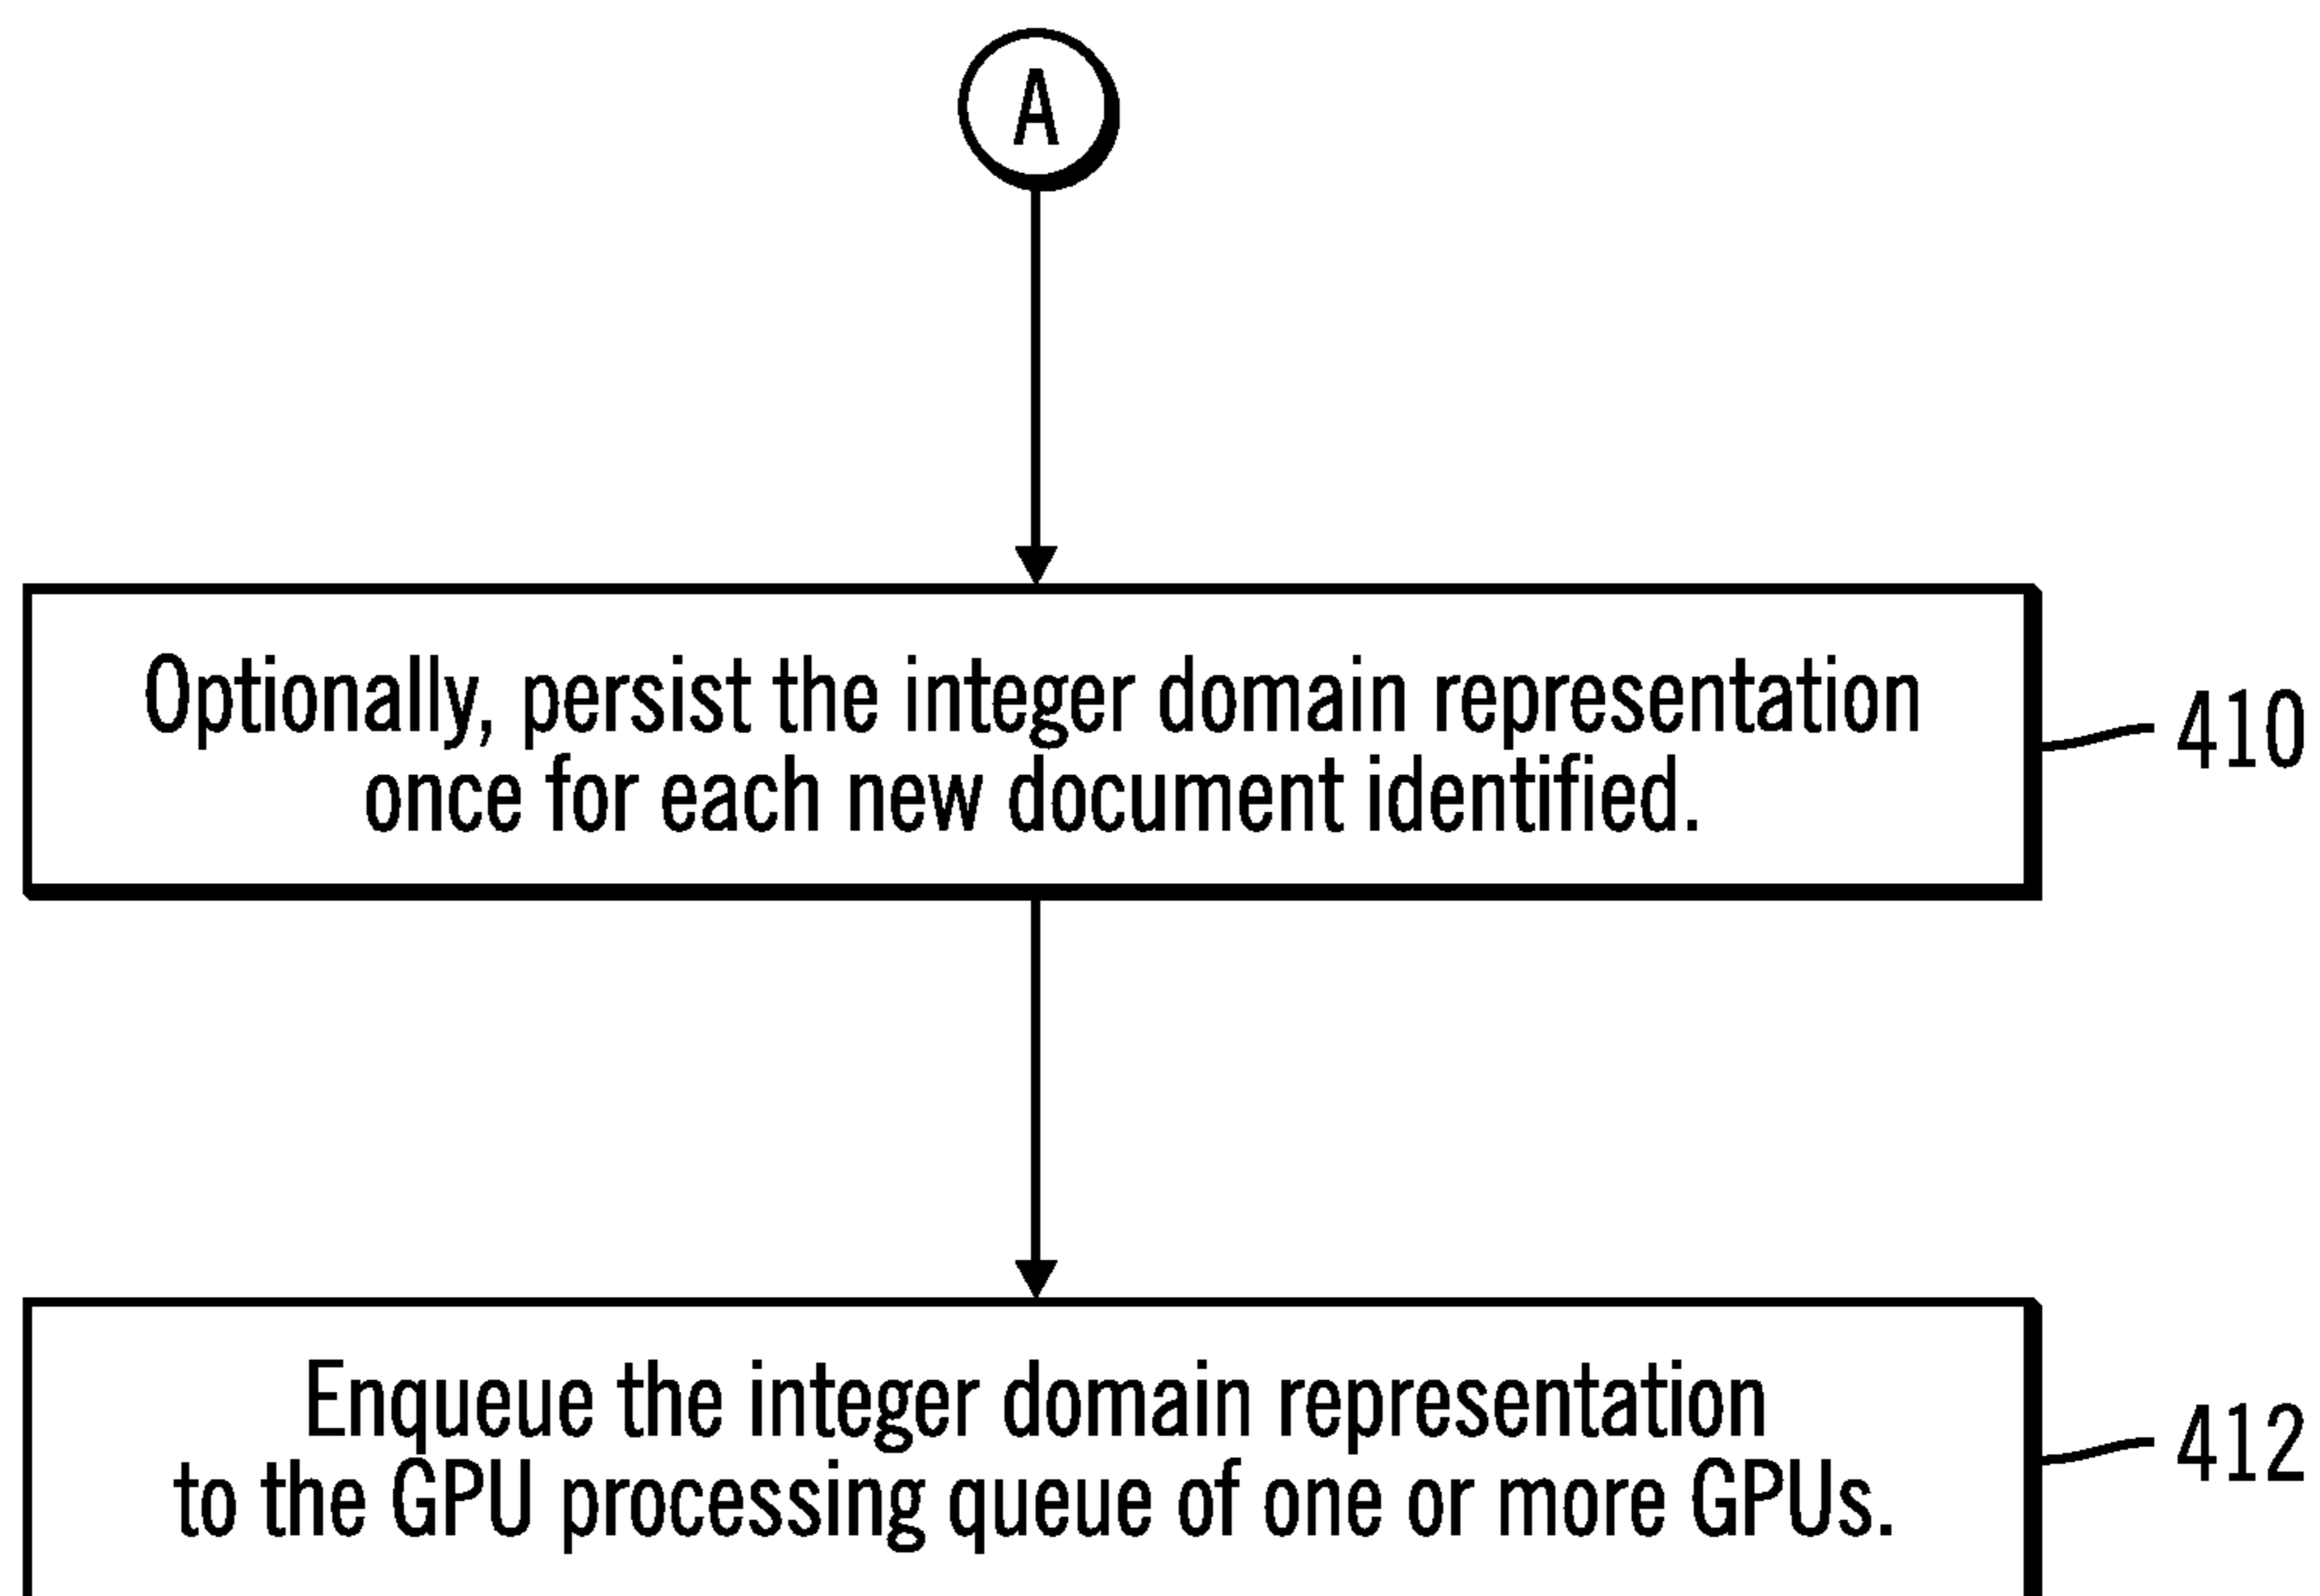 A
Optionally, persist the integer domain representation
once for each new document identified.
410
Enqueue the integer domain representation
to the GPU processing queue of one or more GPUs.
412